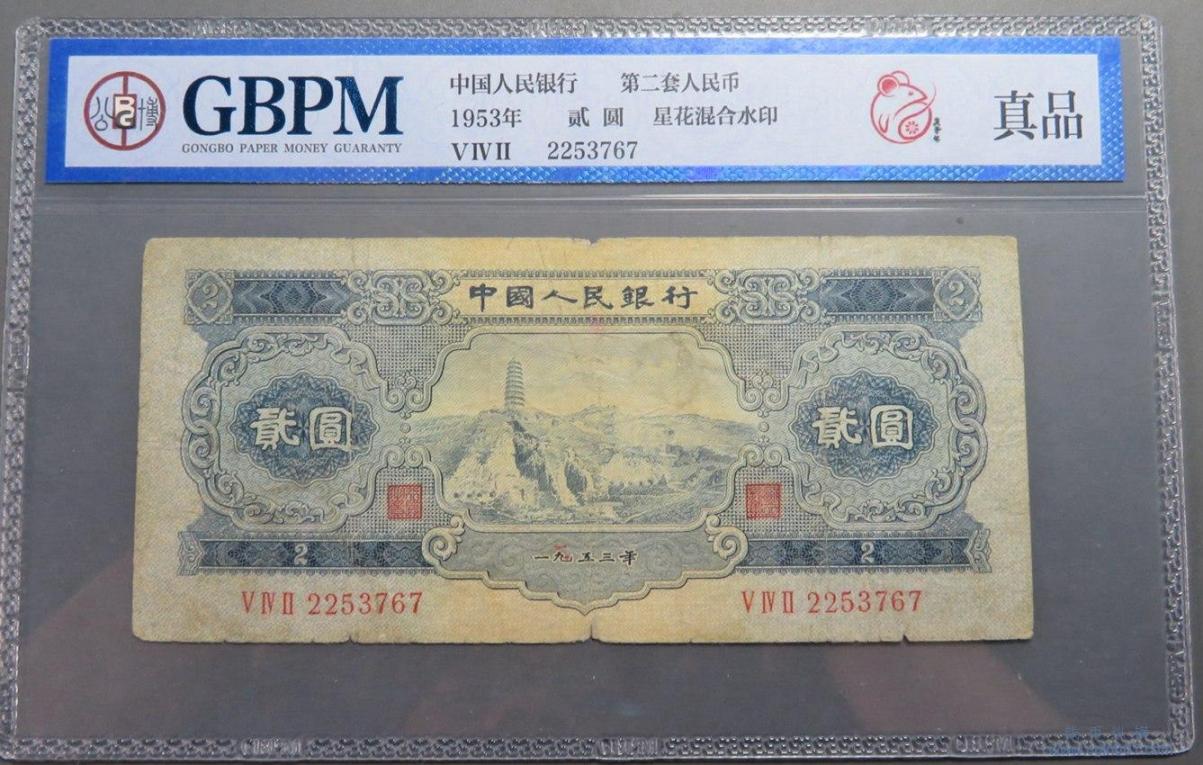 公 博
GBPM
GONGBO PAPER MONEY GUARANTY
中国人民银行 第二套人民币
1953年 贰圆 星花混合水印
VⅣⅡ 2253767
真品
2 中國人民銀行 2
貳圓 貳圓
2 一九五三年 2
VⅣⅡ 2253767 VⅣⅡ 2253767